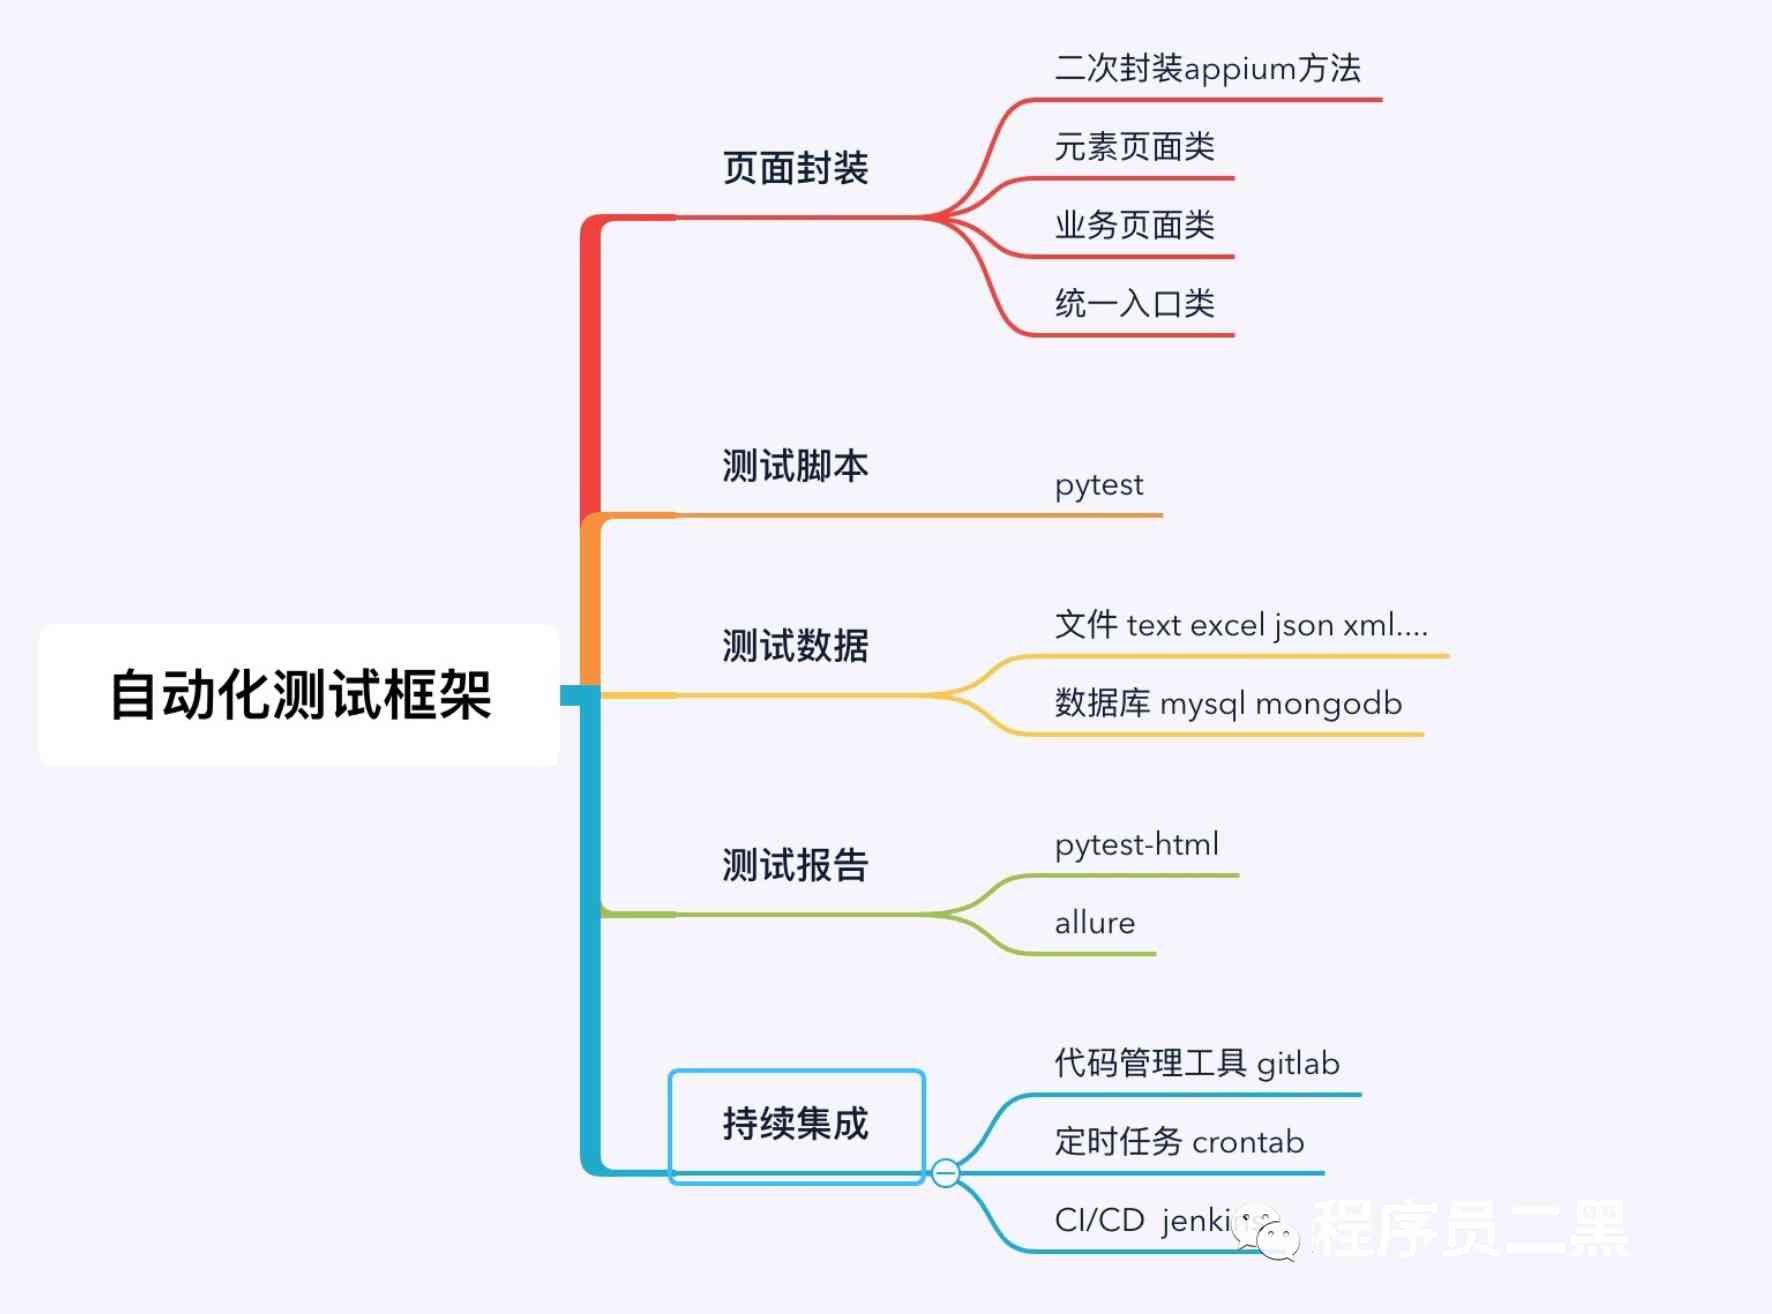 二次封装appium方法
页面封装
元素页面类
业务页面类
统一入口类
测试脚本
pytest
自动化测试框架
测试数据
文件 text excel json xml....
数据库 mysql mongodb
测试报告
pytest-html
allure
持续集成
代码管理工具 gitlab
定时任务 crontab
CI/CD jenkins
程序员二黑